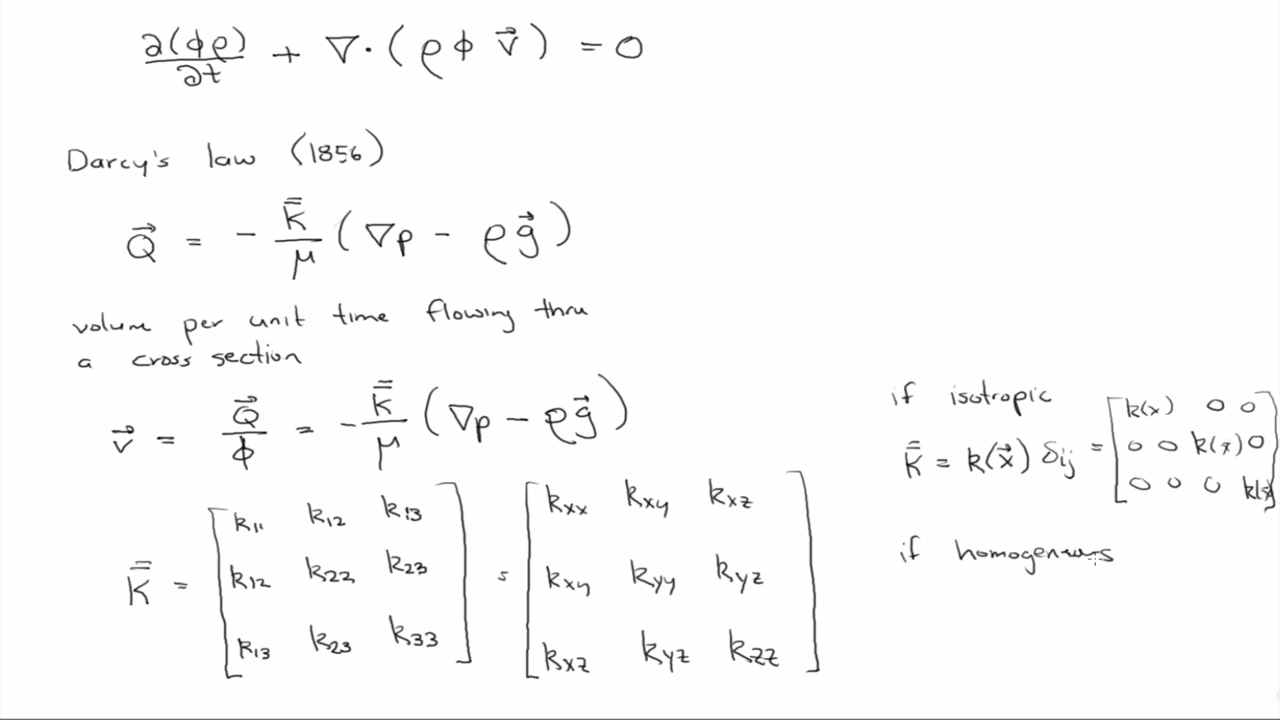 ∂(ϕρ)/∂t + ∇·(ρ ϕ v⃗) = 0
Darcy's law (1856)
Q⃗ = - K̿/μ (∇p - ρg⃗)
volume per unit time flowing thru
a cross section
v⃗ = Q⃗/ϕ = - K̿/μ (∇p - ρg⃗)
K̿ = [k₁₁ k₁₂ k₁₃
k₁₂ k₂₂ k₂₃
k₁₃ k₂₃ k₃₃]
= [kxx kxy kxz
kxy kyy kyz
kxz kyz kzz]
if isotropic
K̿ = k(x⃗) δij = [k(x) 0 0
0 0 k(x) 0
0 0 0 k(x)]
if homogeneous